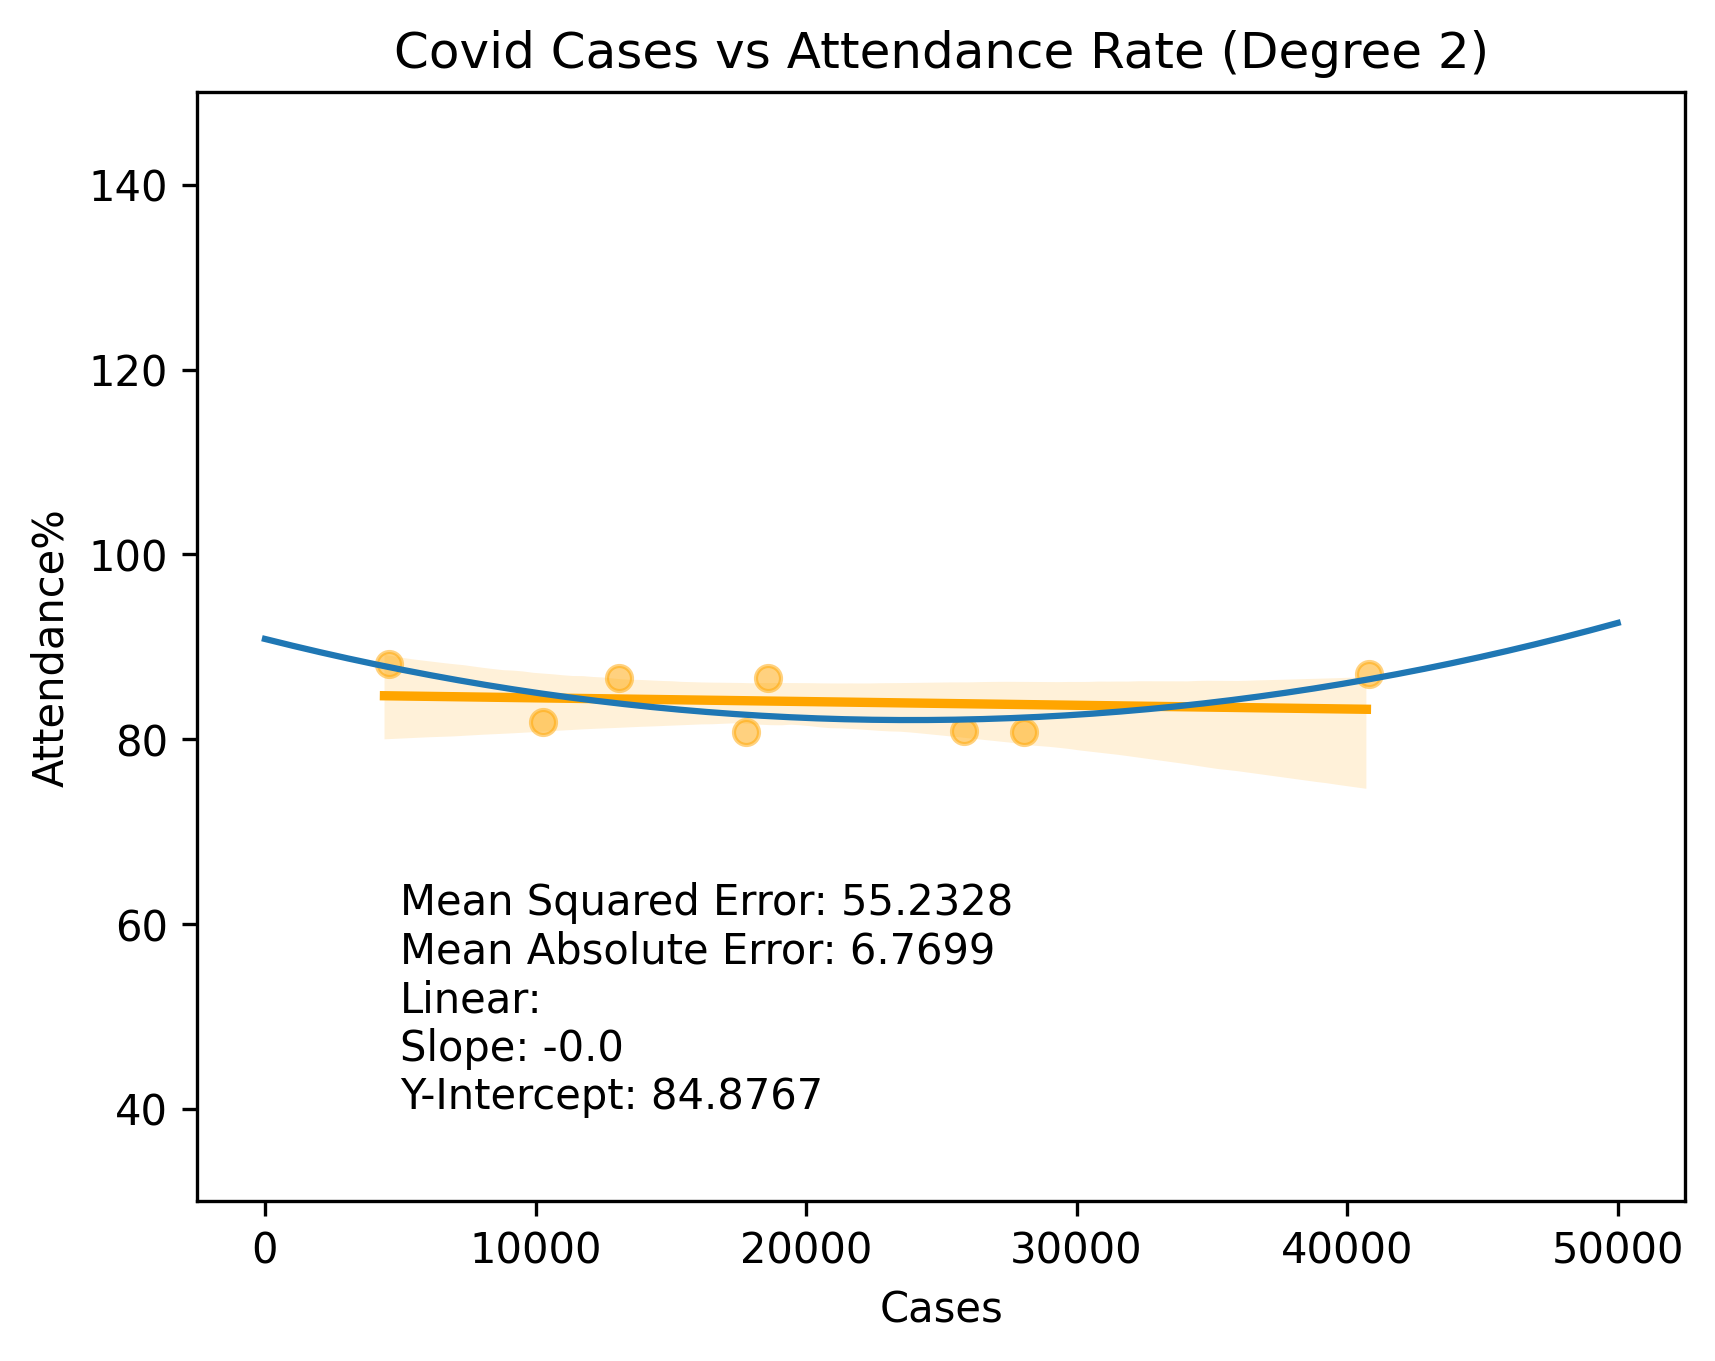 Covid Cases vs Attendance Rate (Degree 2)
140
120
100
80
60
40
Attendance%
Mean Squared Error: 55.2328
Mean Absolute Error: 6.7699
Linear:
Slope: -0.0
Y-Intercept: 84.8767
0 10000 20000 30000 40000 50000
Cases